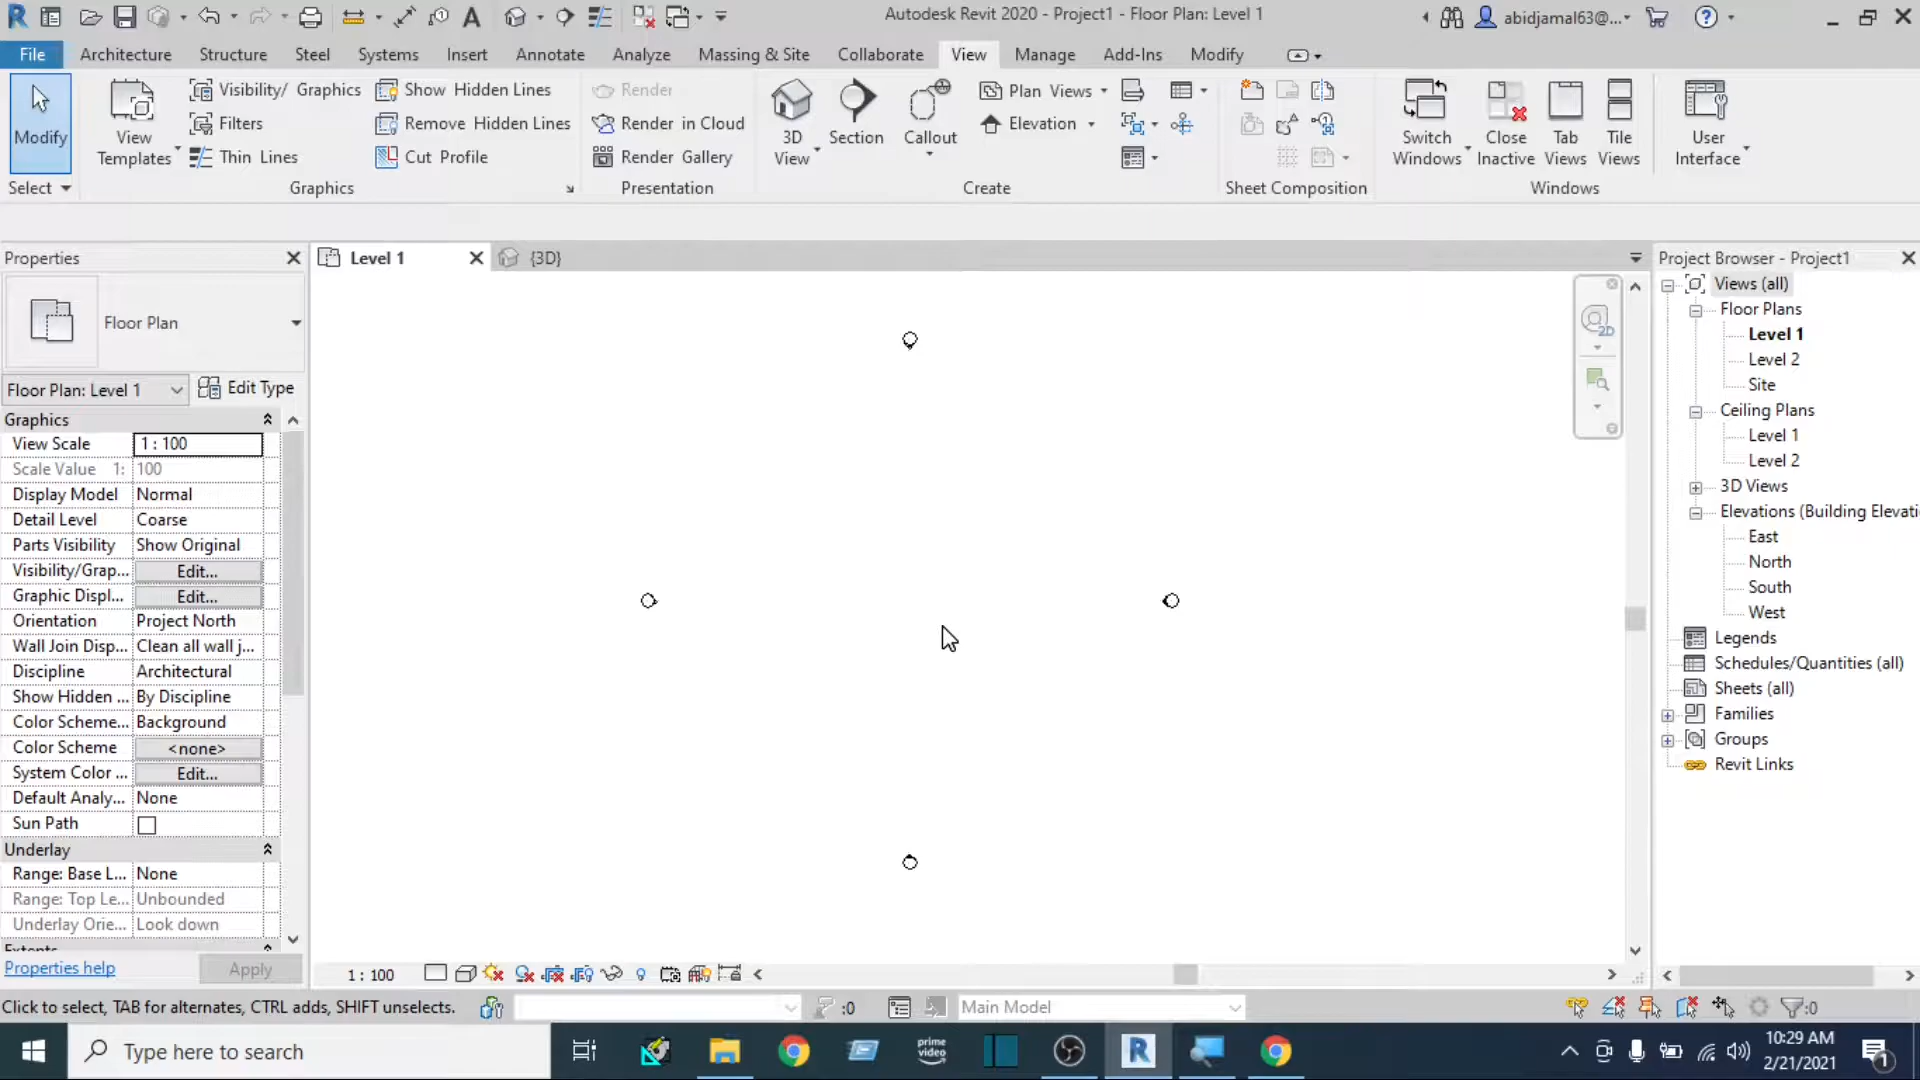 Autodesk Revit 2020 - Project1 - Floor Plan: Level 1
abidjamal63@...
File Architecture Structure Steel Systems Insert Annotate Analyze Massing & Site Collaborate View Manage Add-Ins Modify
Modify
View Templates
Visibility/ Graphics
Filters
Thin Lines
Show Hidden Lines
Remove Hidden Lines
Cut Profile
Render
Render in Cloud
Render Gallery
3D View
Section
Callout
Plan Views
Elevation
Switch Windows
Close Inactive
Tab Views
Tile Views
User Interface
Select Graphics Presentation Create Sheet Composition Windows
Properties
Floor Plan
Floor Plan: Level 1 Edit Type
Graphics
View Scale 1 : 100
Scale Value 1: 100
Display Model Normal
Detail Level Coarse
Parts Visibility Show Original
Visibility/Grap... Edit...
Graphic Displ... Edit...
Orientation Project North
Wall Join Disp... Clean all wall j...
Discipline Architectural
Show Hidden ... By Discipline
Color Scheme... Background
Color Scheme <none>
System Color ... Edit...
Default Analy... None
Sun Path
Underlay
Range: Base L... None
Range: Top Le... Unbounded
Underlay Orie... Look down
Extents
Properties help Apply
Level 1 {3D}
2D
1 : 100
Project Browser - Project1
Views (all)
Floor Plans
Level 1
Level 2
Site
Ceiling Plans
Level 1
Level 2
3D Views
Elevations (Building Elevati
East
North
South
West
Legends
Schedules/Quantities (all)
Sheets (all)
Families
Groups
Revit Links
Click to select, TAB for alternates, CTRL adds, SHIFT unselects. :0 Main Model :0
Type here to search
prime video
10:29 AM
2/21/2021
1